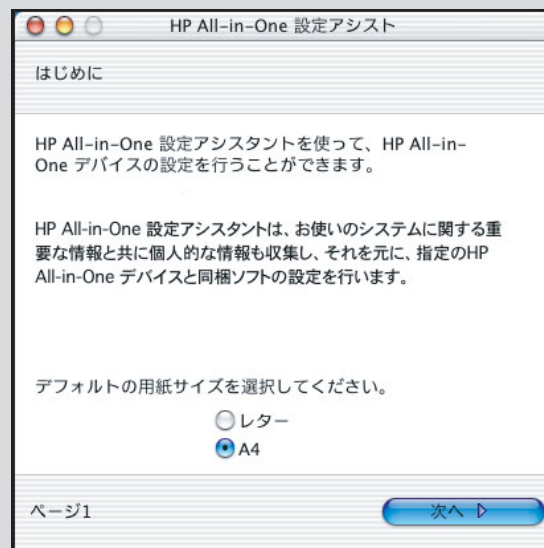 HP All-in-One 設定アシスト
はじめに
HP All-in-One 設定アシスタントを使って、HP All-in-
One デバイスの設定を行うことができます。
HP All-in-One 設定アシスタントは、お使いのシステムに関する重
要な情報と共に個人的な情報も収集し、それを元に、指定のHP
All-in-One デバイスと同梱ソフトの設定を行います。
デフォルトの用紙サイズを選択してください。
レター
A4
ページ1
次へ